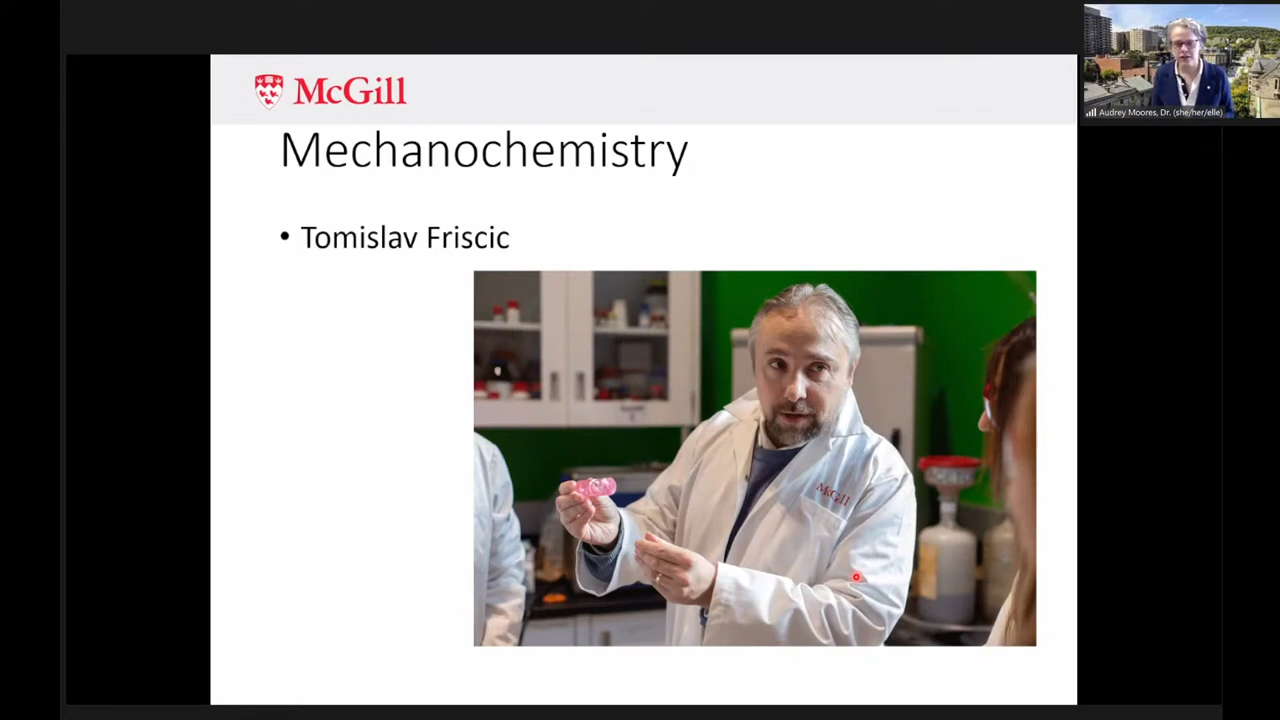 McGill
Audrey Moores, Dr. (she/her/elle)
Mechanochemistry
• Tomislav Friscic
McGill